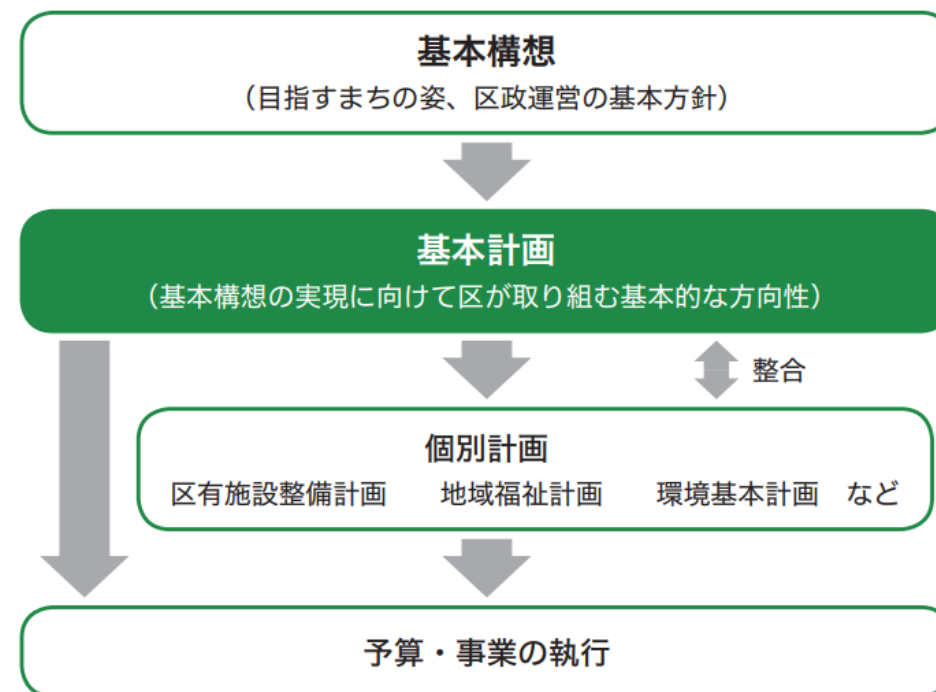 基本構想
（目指すまちの姿、区政運営の基本方針）
基本計画
（基本構想の実現に向けて区が取り組む基本的な方向性）
整合
個別計画
区有施設整備計画　地域福祉計画　環境基本計画　など
予算・事業の執行